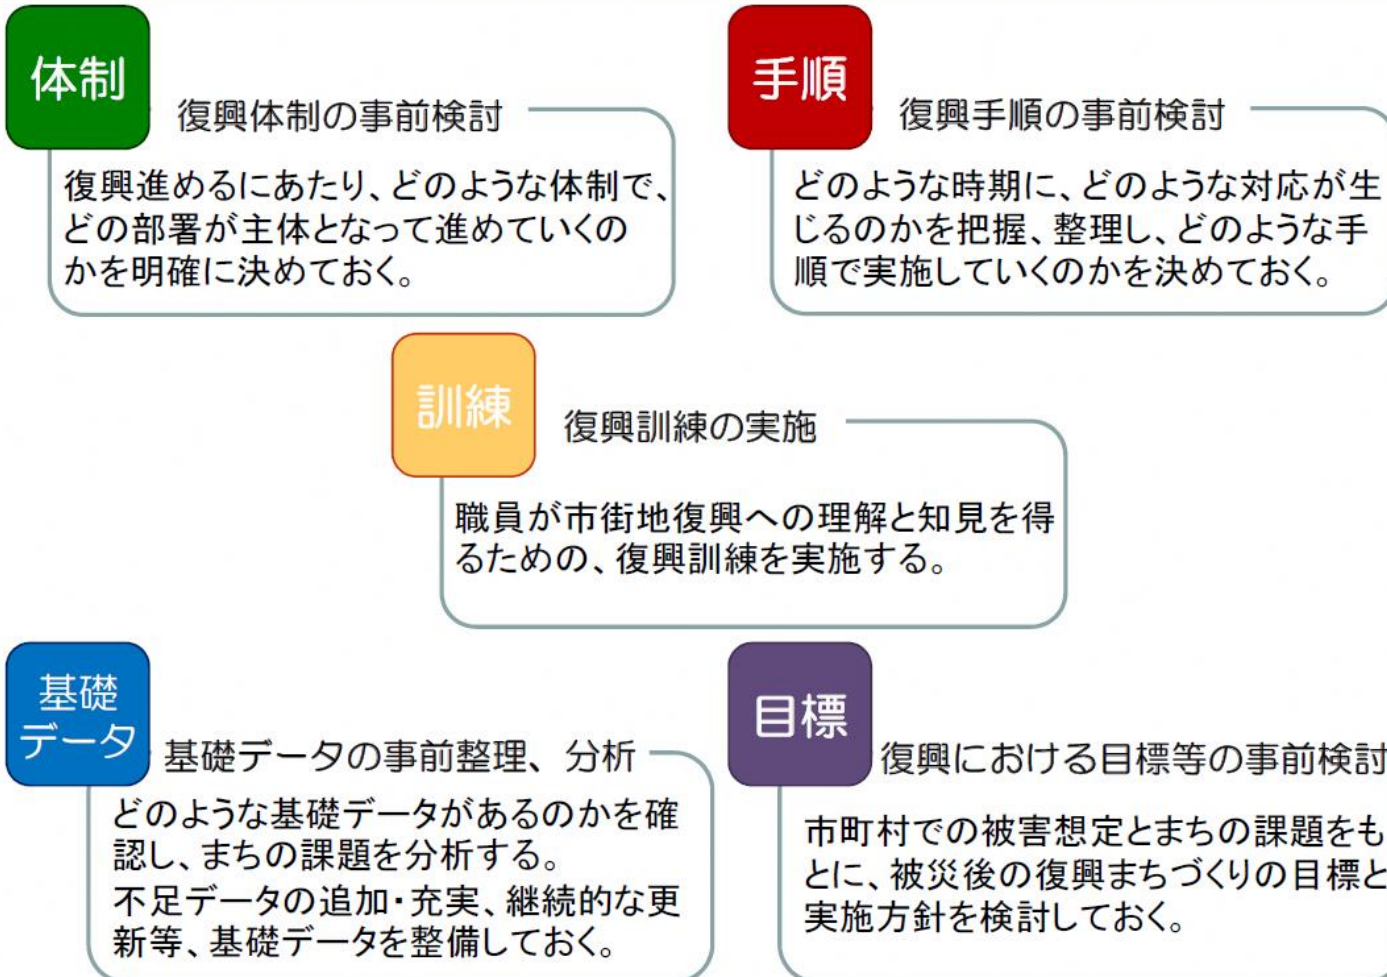 体制
復興体制の事前検討
復興進めるにあたり、どのような体制で、
どの部署が主体となって進めていくの
かを明確に決めておく。
手順
復興手順の事前検討
どのような時期に、どのような対応が生
じるのかを把握、整理し、どのような手
順で実施していくのかを決めておく。
訓練
復興訓練の実施
職員が市街地復興への理解と知見を得
るための、復興訓練を実施する。
基礎
データ
基礎データの事前整理、分析
どのような基礎データがあるのかを確
認し、まちの課題を分析する。
不足データの追加・充実、継続的な更
新等、基礎データを整備しておく。
目標
復興における目標等の事前検討
市町村での被害想定とまちの課題をも
とに、被災後の復興まちづくりの目標と
実施方針を検討しておく。